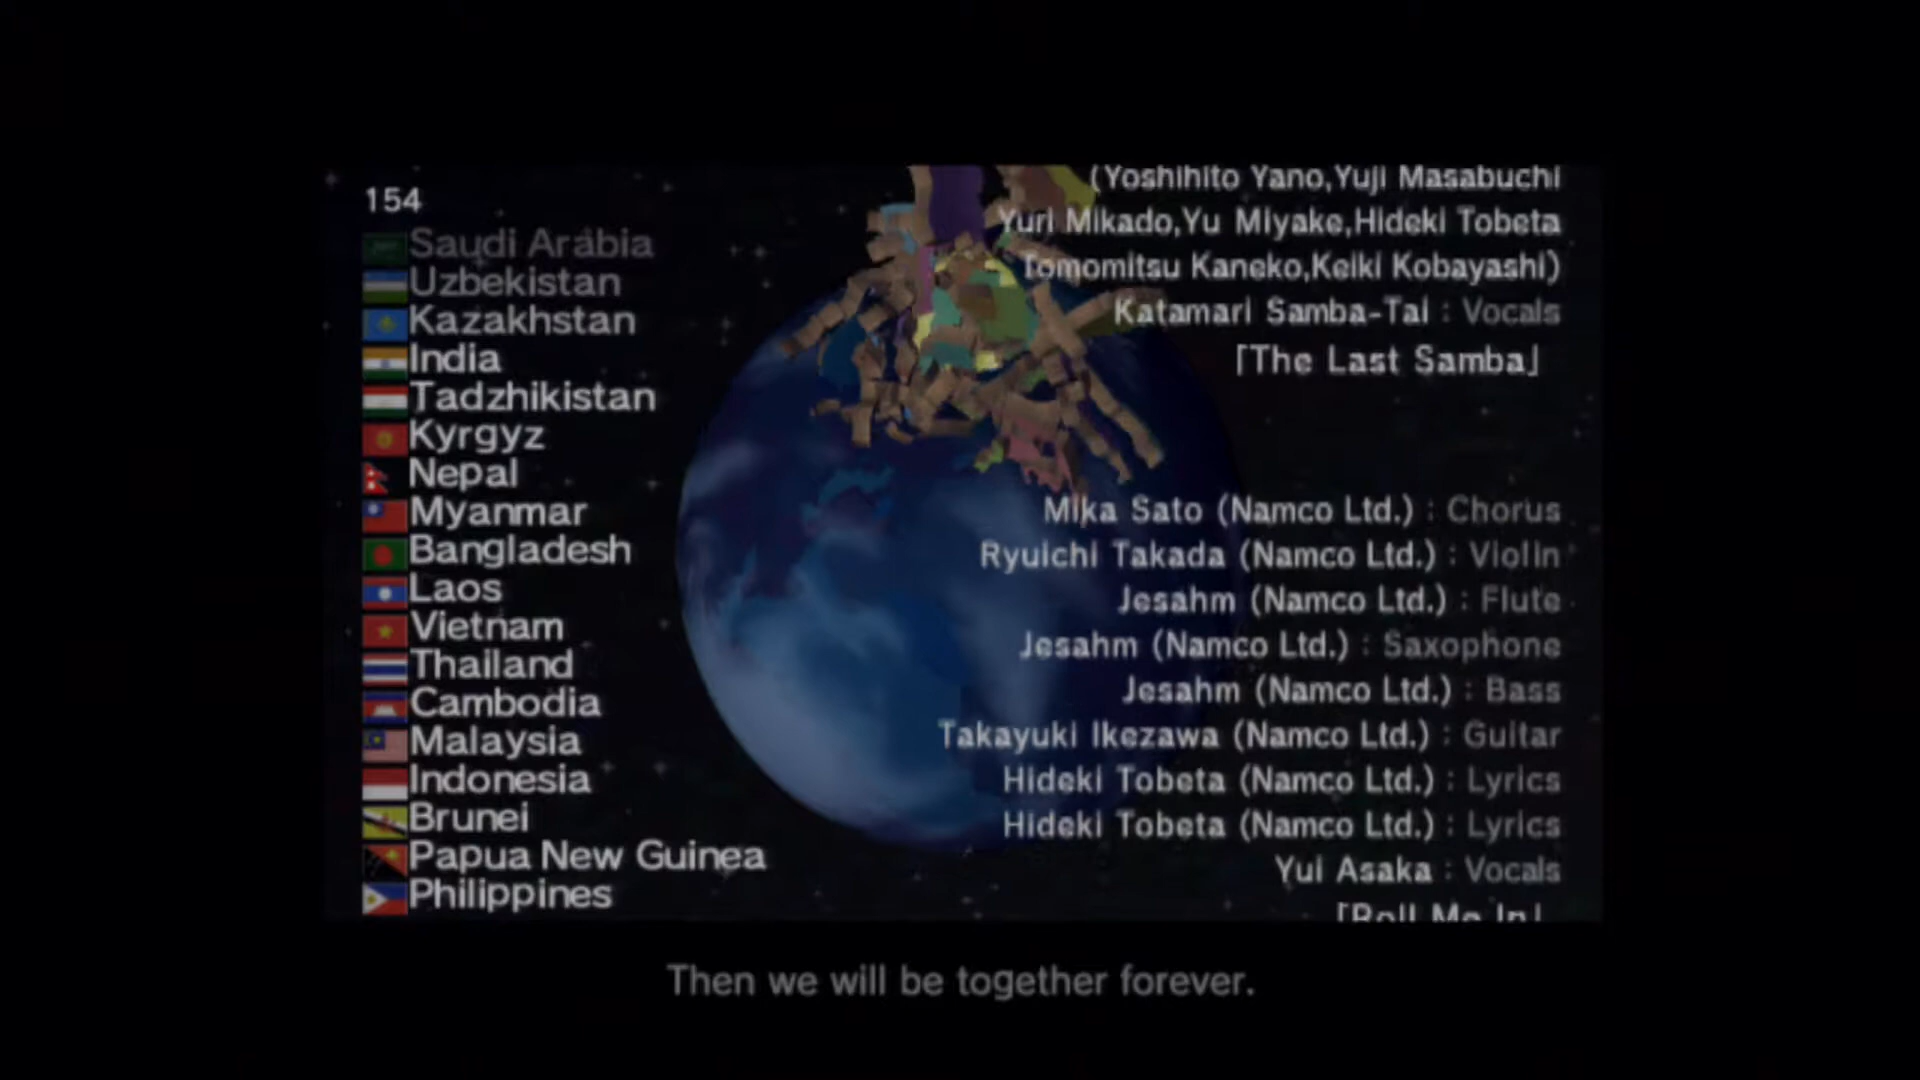 154
Saudi Arabia
Uzbekistan
Kazakhstan
India
Tadzhikistan
Kyrgyz
Nepal
Myanmar
Bangladesh
Laos
Vietnam
Thailand
Cambodia
Malaysia
Indonesia
Brunei
Papua New Guinea
Philippines
(Yoshihito Yano,Yuji Masabuchi
Yuri Mikado,Yu Miyake,Hideki Tobeta
Tomomitsu Kaneko,Keiki Kobayashi)
Katamari Samba-Tai : Vocals
「The Last Samba」
Mika Sato (Namco Ltd.) : Chorus
Ryuichi Takada (Namco Ltd.) : Violin
Jesahm (Namco Ltd.) : Flute
Jesahm (Namco Ltd.) : Saxophone
Jesahm (Namco Ltd.) : Bass
Takayuki Ikezawa (Namco Ltd.) : Guitar
Hideki Tobeta (Namco Ltd.) : Lyrics
Hideki Tobeta (Namco Ltd.) : Lyrics
Yui Asaka : Vocals
「Roll Me In」
Then we will be together forever.